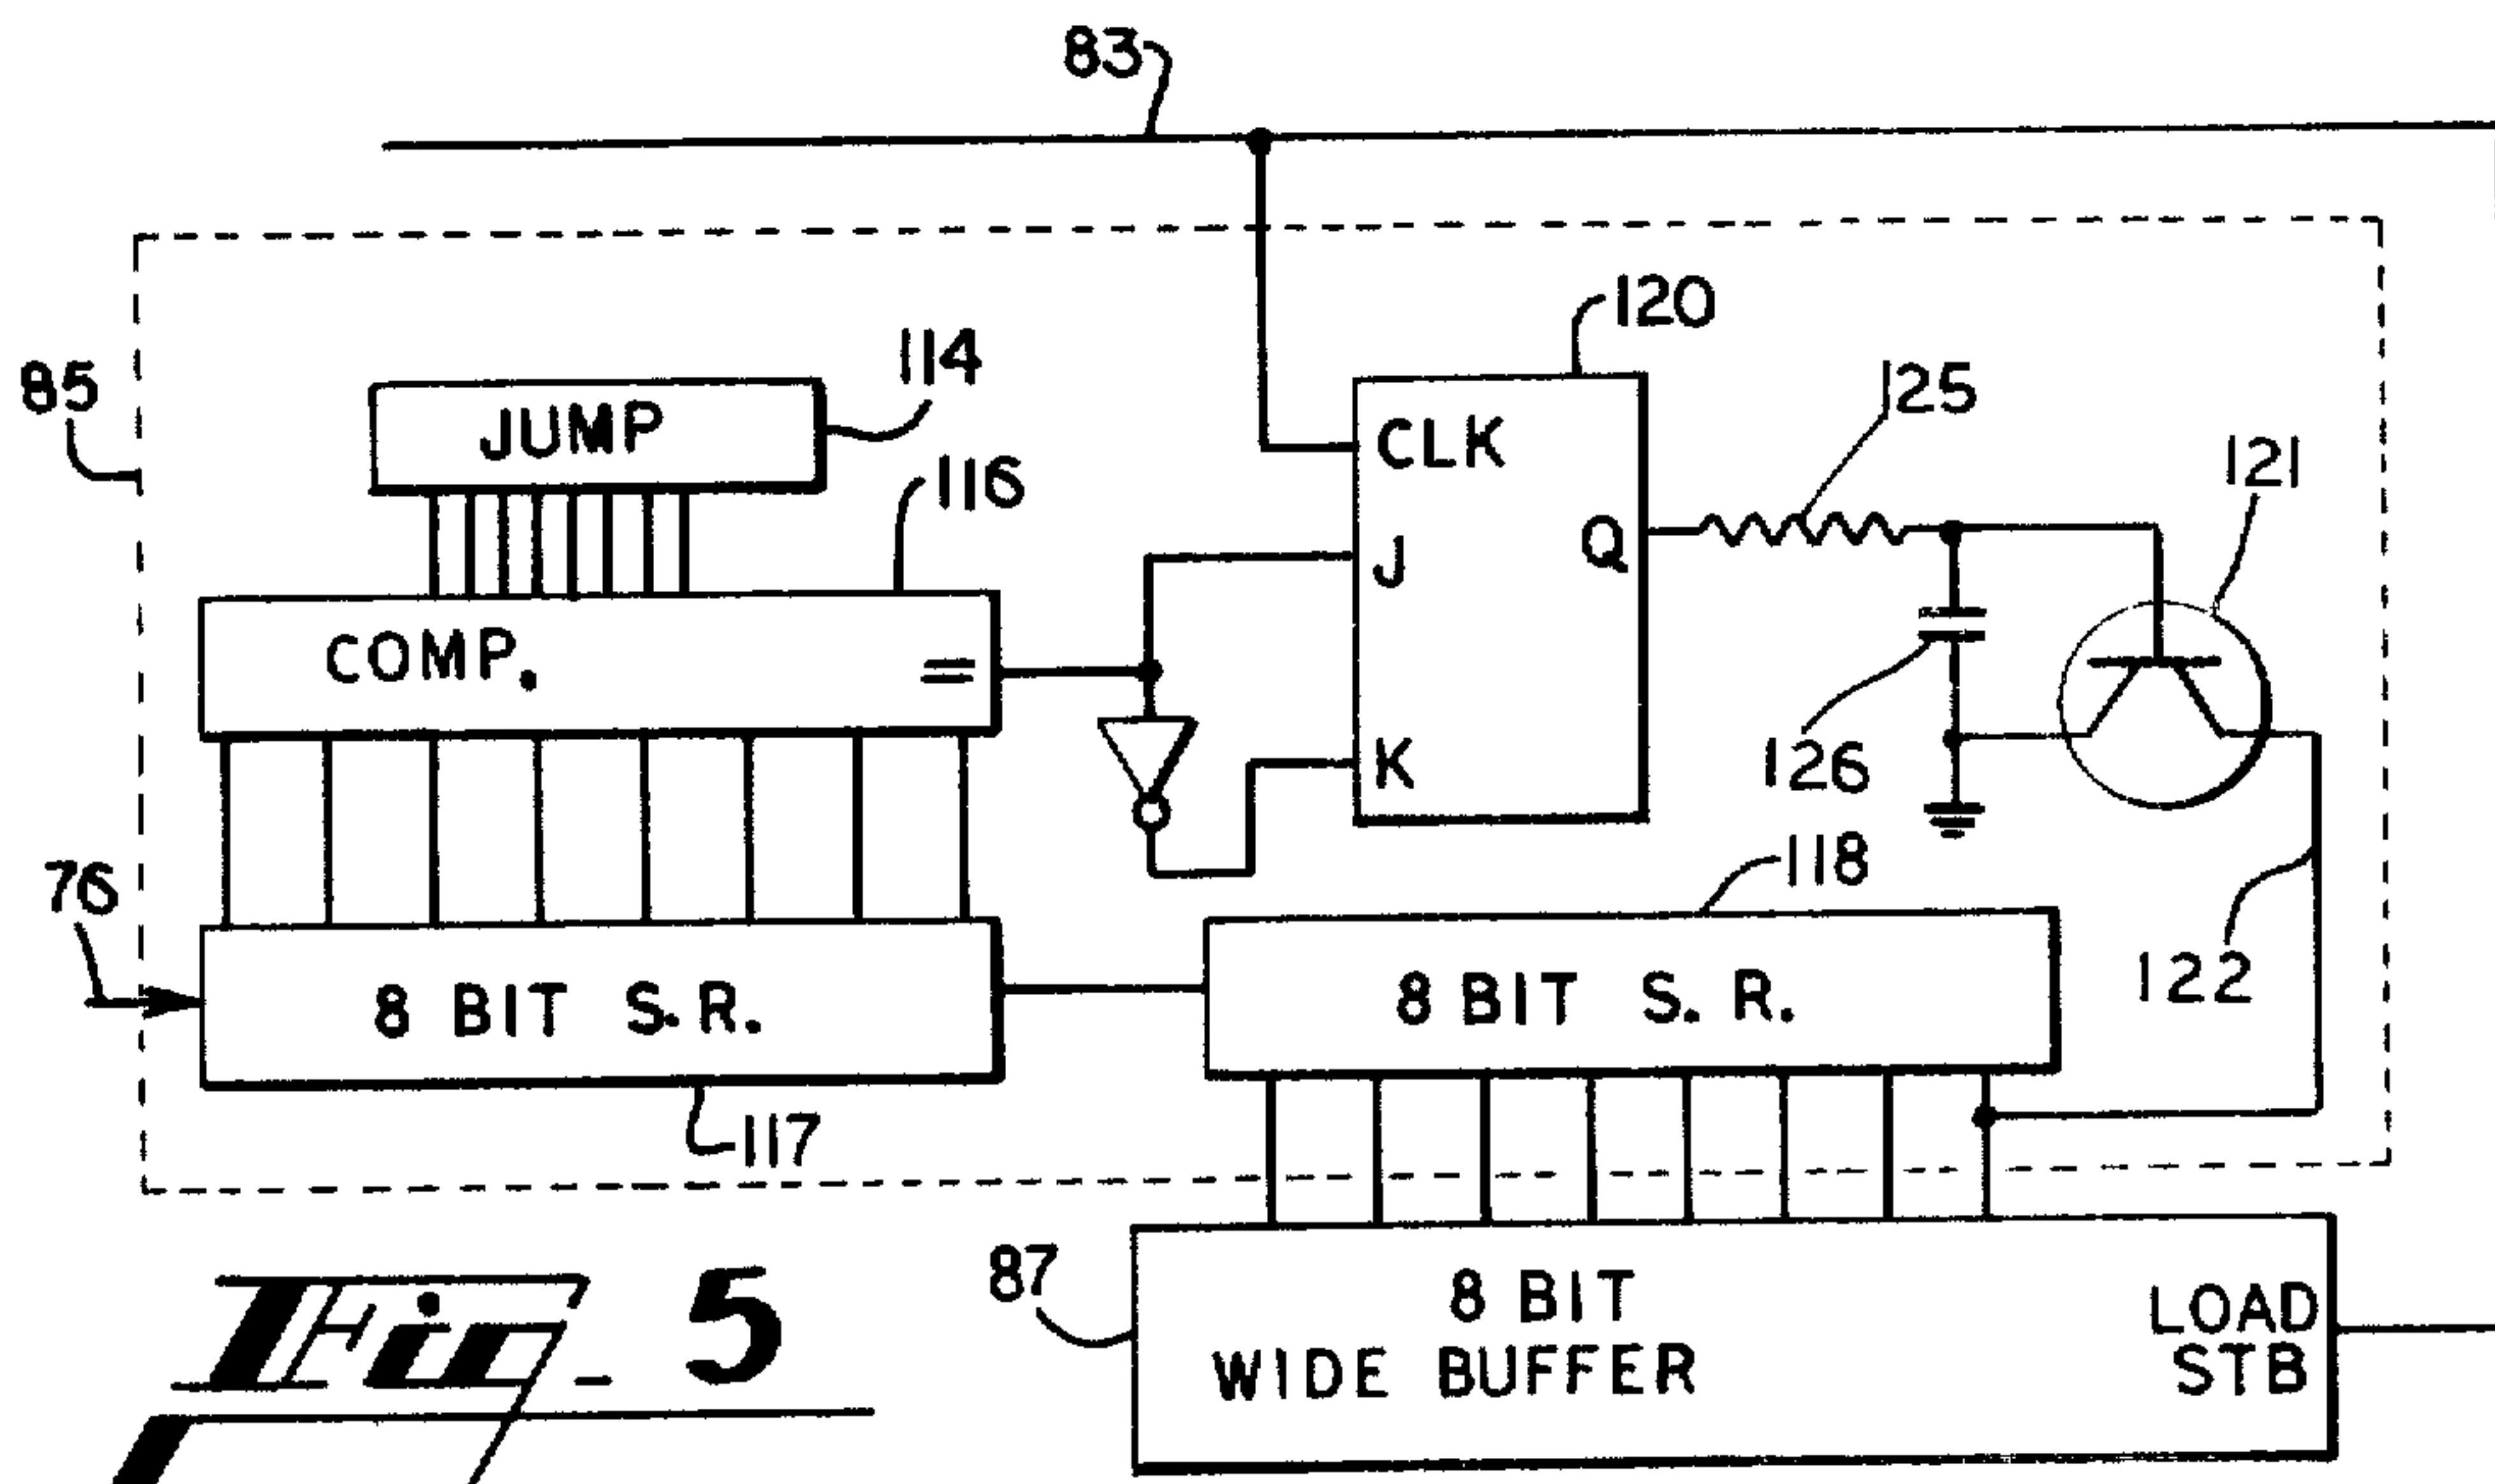 83
120
114
125
85
JUMP
CLK
121
116
J
Q
COMP.
=
K
126
118
76
122
8 BIT S.R.
8 BIT S. R.
117
87
8 BIT
WIDE BUFFER
LOAD
STB
Fig_ 5